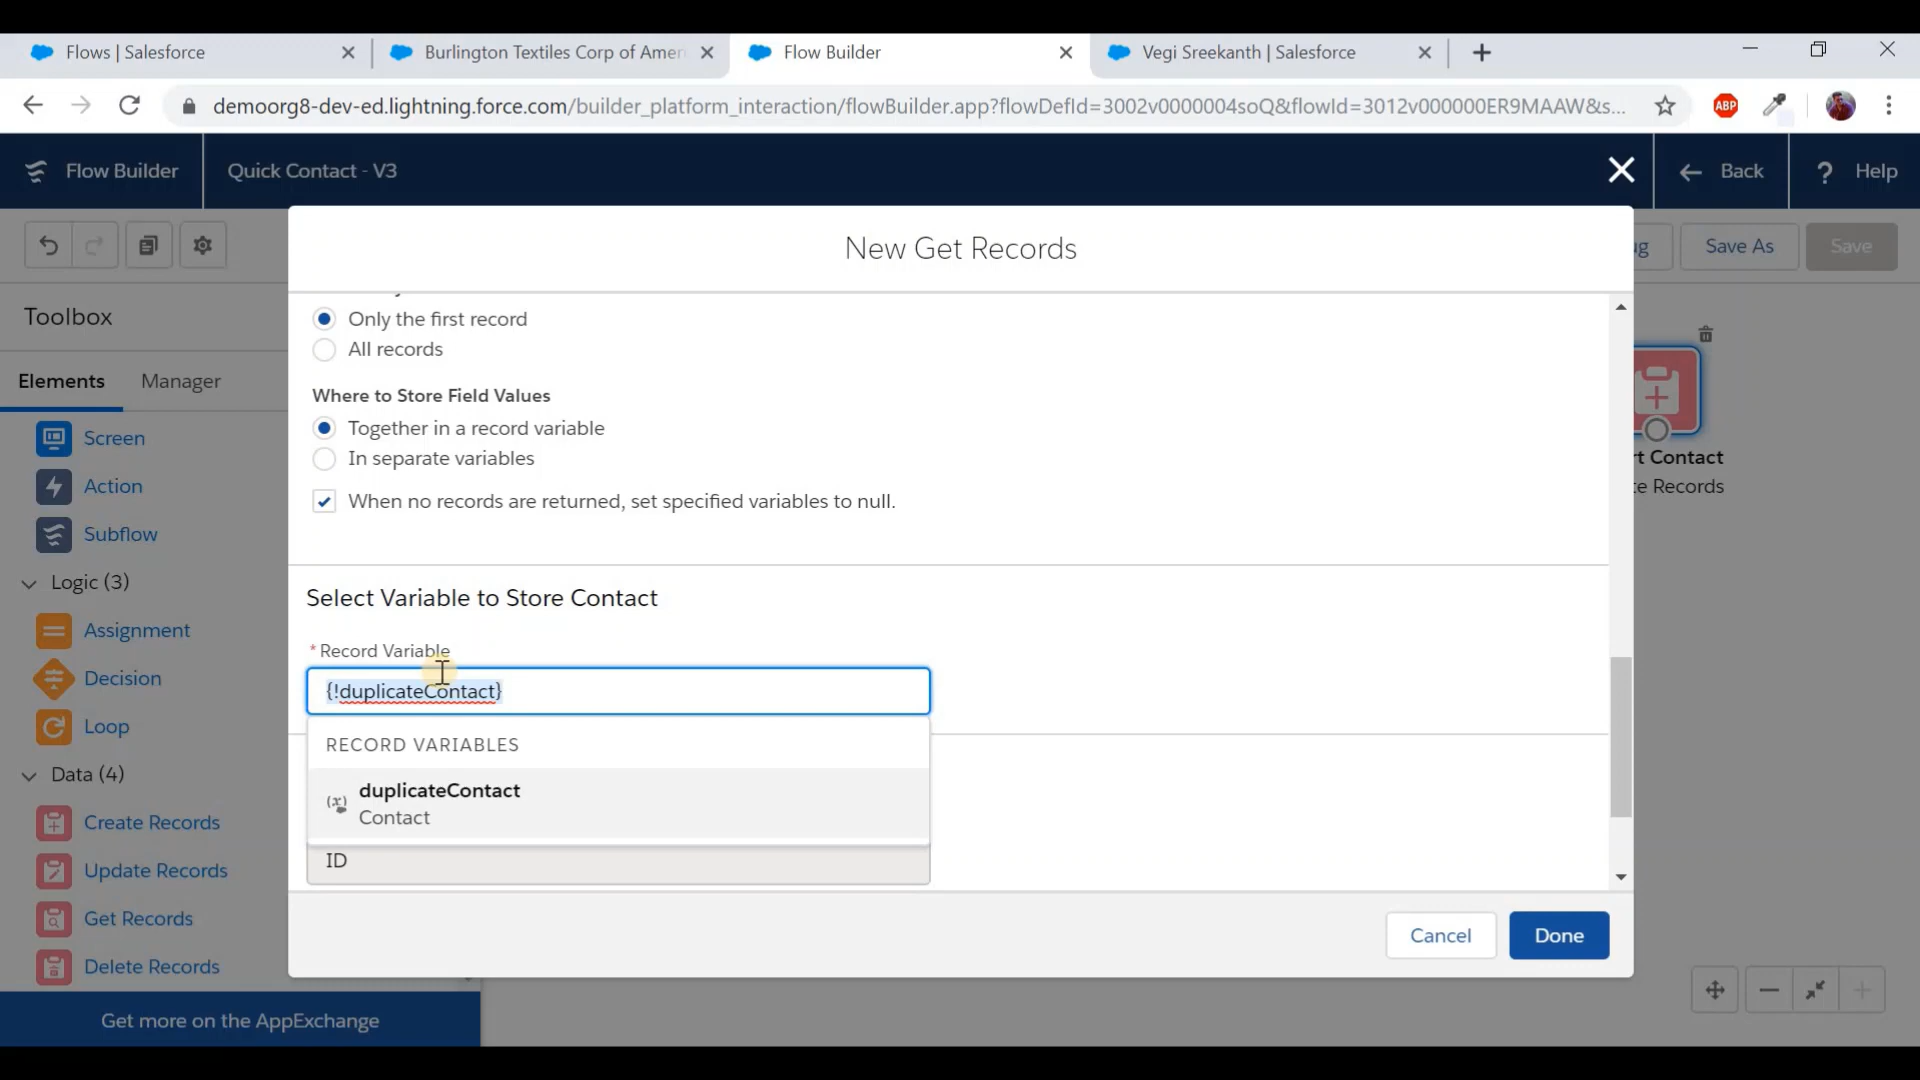 Flows | Salesforce
Burlington Textiles Corp of Amer
Flow Builder
Vegi Sreekanth | Salesforce
demoorg8-dev-ed.lightning.force.com/builder_platform_interaction/flowBuilder.app?flowDefId=3002v0000004soQ&flowId=3012v000000ER9MAAW&s...
ABP
Flow Builder
Quick Contact - V3
Back
? Help
New Get Records
ug
Save As
Save
Toolbox
Elements
Manager
Screen
Action
Subflow
Logic (3)
Assignment
Decision
Loop
Data (4)
Create Records
Update Records
Get Records
Delete Records
Get more on the AppExchange
Only the first record
All records
Where to Store Field Values
Together in a record variable
In separate variables
When no records are returned, set specified variables to null.
Select Variable to Store Contact
* Record Variable
{!duplicateContact}
RECORD VARIABLES
duplicateContact
Contact
ID
Cancel
Done
rt Contact
te Records